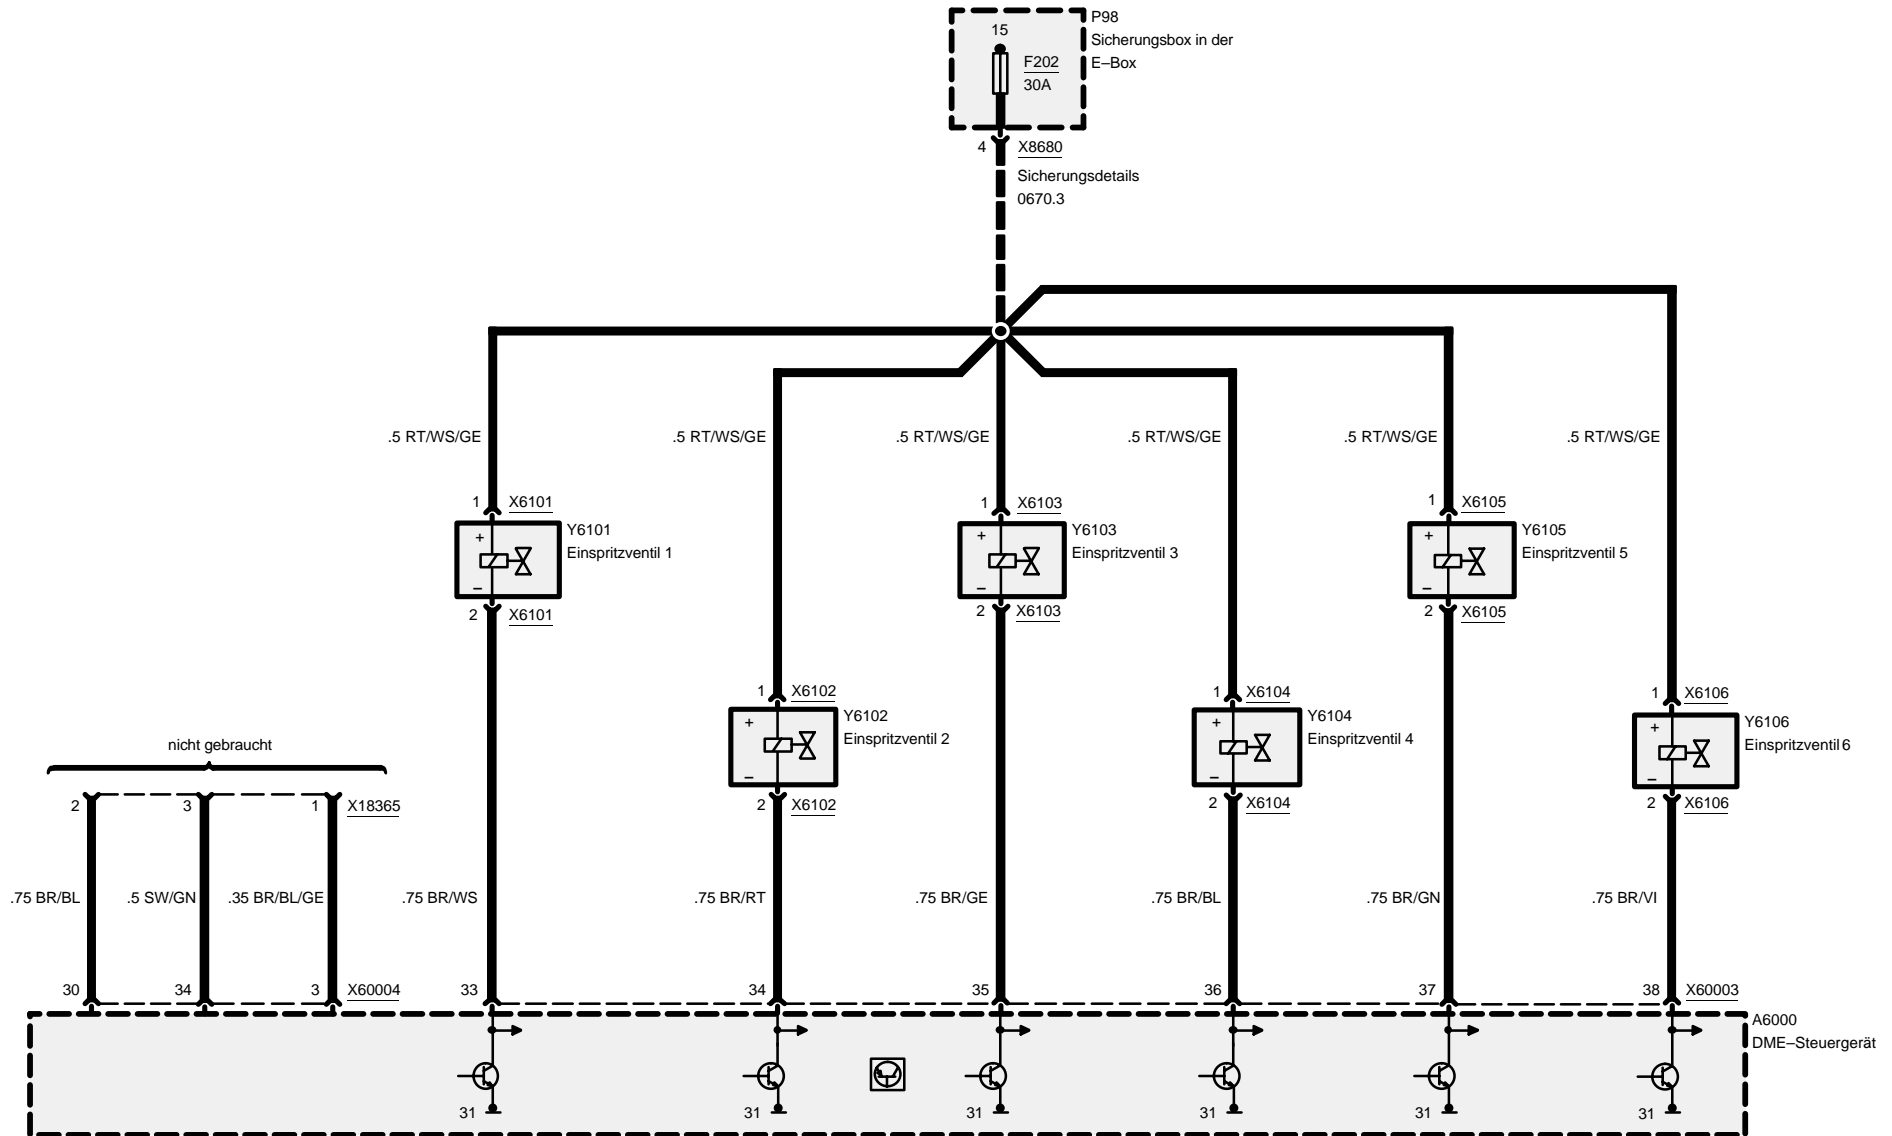 P98
15
Sicherungsbox in der
F202
E–Box
30A
4
X8680
Sicherungsdetails
0670.3
.5 RT/WS/GE
.5 RT/WS/GE
.5 RT/WS/GE
.5 RT/WS/GE
.5 RT/WS/GE
.5 RT/WS/GE
1
X6101
1
X6103
1
X6105
+
Y6101
Einspritzventil 1
–
+
Y6103
Einspritzventil 3
–
+
Y6105
Einspritzventil 5
–
2
X6101
2
X6103
2
X6105
1
X6102
1
X6104
1
X6106
+
Y6102
Einspritzventil 2
–
+
Y6104
Einspritzventil 4
–
+
Y6106
Einspritzventil 6
–
2
X6102
2
X6104
2
X6106
nicht gebraucht
2
3
1
X18365
.75 BR/BL
.5 SW/GN
.35 BR/BL/GE
.75 BR/WS
.75 BR/RT
.75 BR/GE
.75 BR/BL
.75 BR/GN
.75 BR/VI
30
34
3
X60004
33
34
35
36
37
38
X60003
A6000
DME–Steuergerät
31
31
31
31
31
31